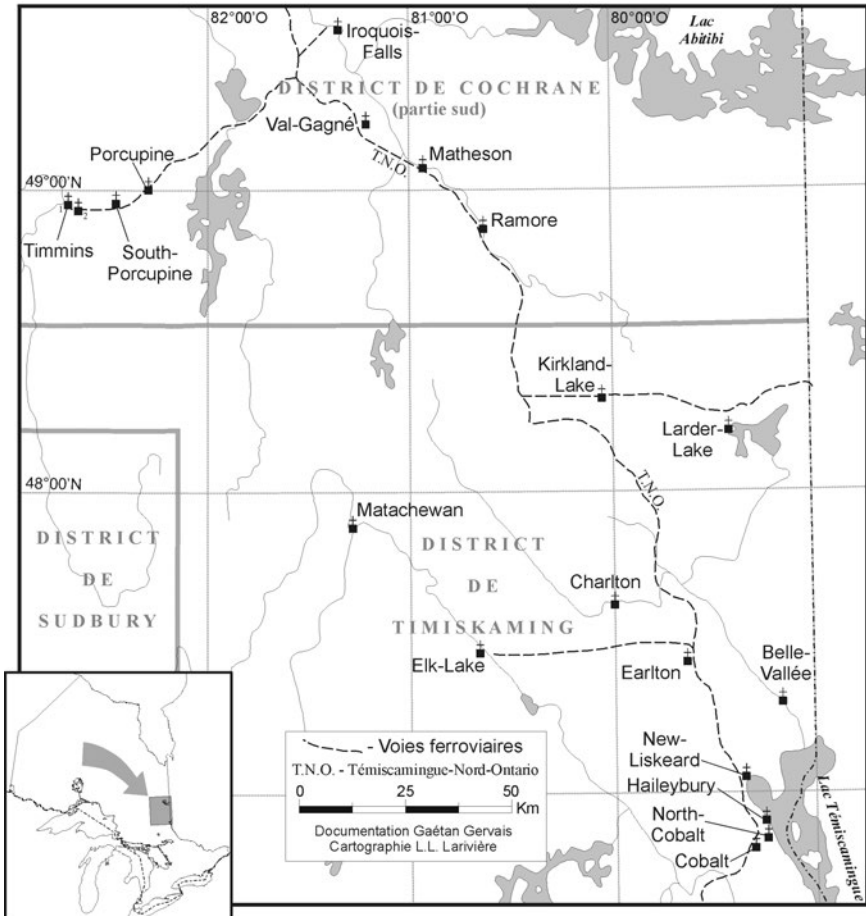 82°00'O
81°00'O
80°00'O
Lac
Abitibi
Iroquois-
Falls
DISTRICT DE COCHRANE
(partie sud)
Val-Gagné
Porcupine
T.N.O.
Matheson
49°00'N
Ramore
1
2
Timmins
South-
Porcupine
Kirkland-
Lake
Larder-
Lake
48°00'N
T.N.O.
Matachewan
DISTRICT
DE
SUDBURY
DISTRICT
DE
TIMISKAMING
Charlton
Elk-Lake
Earlton
Belle-
Vallée
New-
Liskeard
Haileybury
North-
Cobalt
Cobalt
Lac Témiscamingue
- Voies ferroviaires
T.N.O. - Témiscamingue-Nord-Ontario
0 25 50
Km
Documentation Gaétan Gervais
Cartographie L.L. Larivière